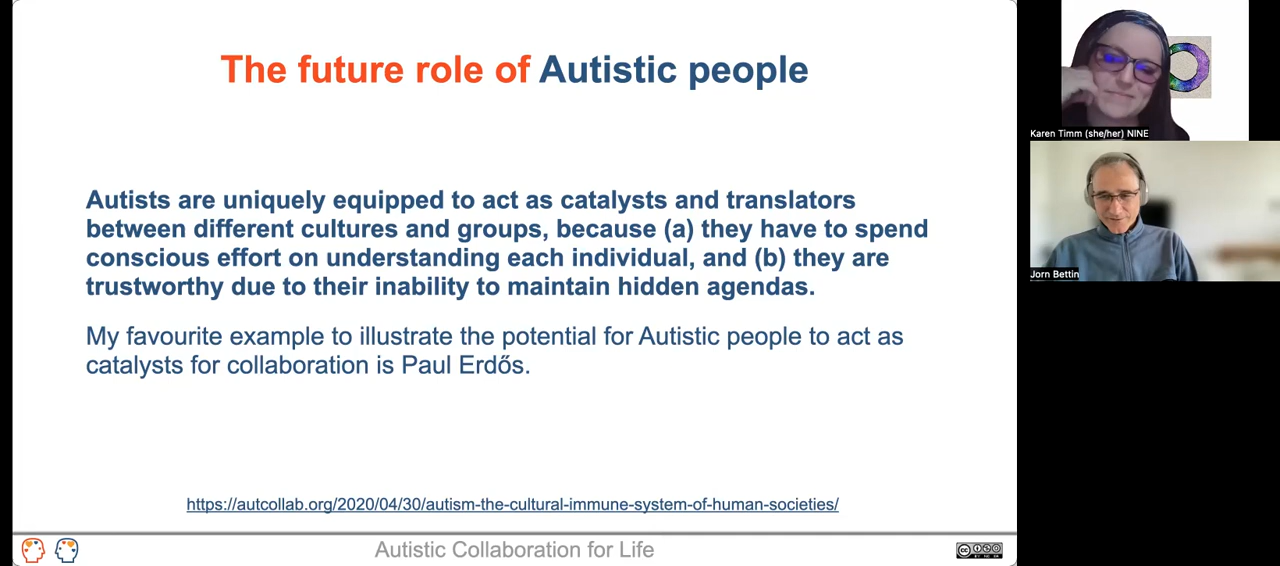 The future role of Autistic people
Autists are uniquely equipped to act as catalysts and translators
between different cultures and groups, because (a) they have to spend
conscious effort on understanding each individual, and (b) they are
trustworthy due to their inability to maintain hidden agendas.
My favourite example to illustrate the potential for Autistic people to act as
catalysts for collaboration is Paul Erdős.
https://autcollab.org/2020/04/30/autism-the-cultural-immune-system-of-human-societies/
Autistic Collaboration for Life
Karen Timm (she/her) NINE
Jorn Bettin